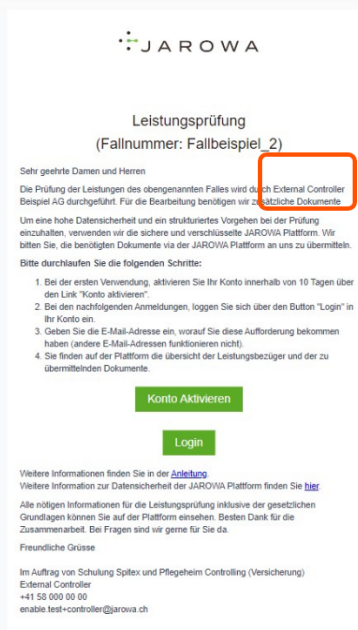 JAROWA
Leistungsprüfung
(Fallnummer: Fallbeispiel_2)
Sehr geehrte Damen und Herren
Die Prüfung der Leistungen des obengenannten Falles wird durch External Controller
Beispiel AG durchgeführt. Für die Bearbeitung benötigen wir zusätzliche Dokumente
Um eine hohe Datensicherheit und ein strukturiertes Vorgehen bei der Prüfung
einzuhalten, verwenden wir die sichere und verschlüsselte JAROWA Plattform. Wir
bitten Sie, die benötigten Dokumente via der JAROWA Plattform an uns zu übermitteln.
Bitte durchlaufen Sie die folgenden Schritte:
1. Bei der ersten Verwendung, aktivieren Sie Ihr Konto innerhalb von 10 Tagen über
den Link "Konto aktivieren".
2. Bei den nachfolgenden Anmeldungen, loggen Sie sich über den Button "Login" in
Ihr Konto ein.
3. Geben Sie die E-Mail-Adresse ein, worauf Sie diese Aufforderung bekommen
haben (andere E-Mail-Adressen funktionieren nicht).
4. Sie finden auf der Plattform die übersicht der Leistungsbezüger und der zu
übermittelnden Dokumente.
Konto Aktivieren
Login
Weitere Informationen finden Sie in der Anleitung.
Weitere Information zur Datensicherheit der JAROWA Plattform finden Sie hier.
Alle nötigen Informationen für die Leistungsprüfung inklusive der gesetzlichen
Grundlagen können Sie auf der Plattform einsehen. Besten Dank für die
Zusammenarbeit. Bei Fragen sind wir gerne für Sie da.
Freundliche Grüsse
Im Auftrag von Schulung Spitex und Pflegeheim Controlling (Versicherung)
External Controller
+41 58 000 00 00
enable.test+controller@jarowa.ch